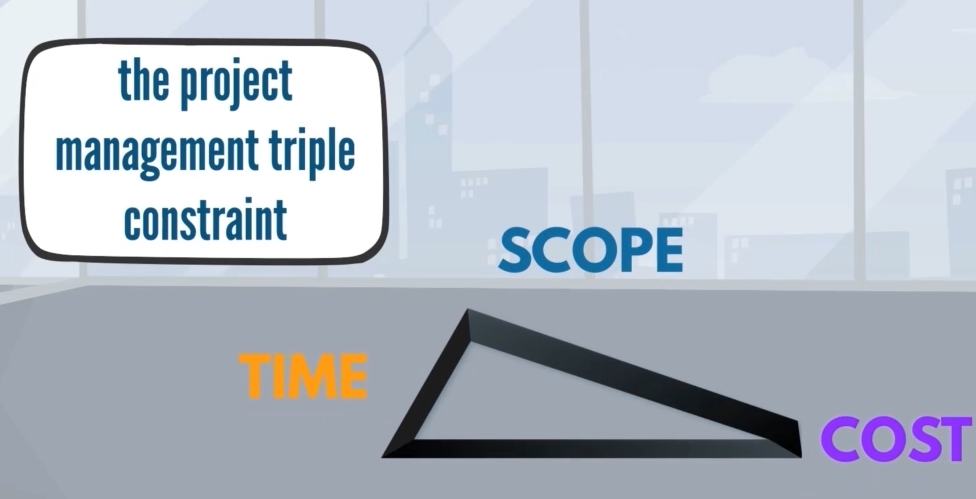 the project
management triple
constraint
SCOPE
TIME
COST